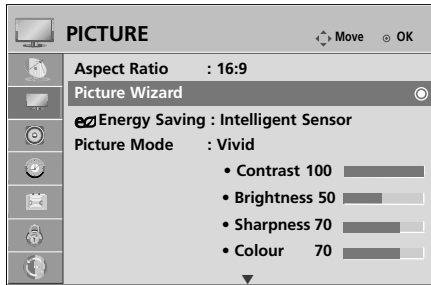 PICTURE
Move
OK
Aspect Ratio : 16:9
Picture Wizard
Energy Saving : Intelligent Sensor
Picture Mode : Vivid
• Contrast 100
• Brightness 50
• Sharpness 70
• Colour 70